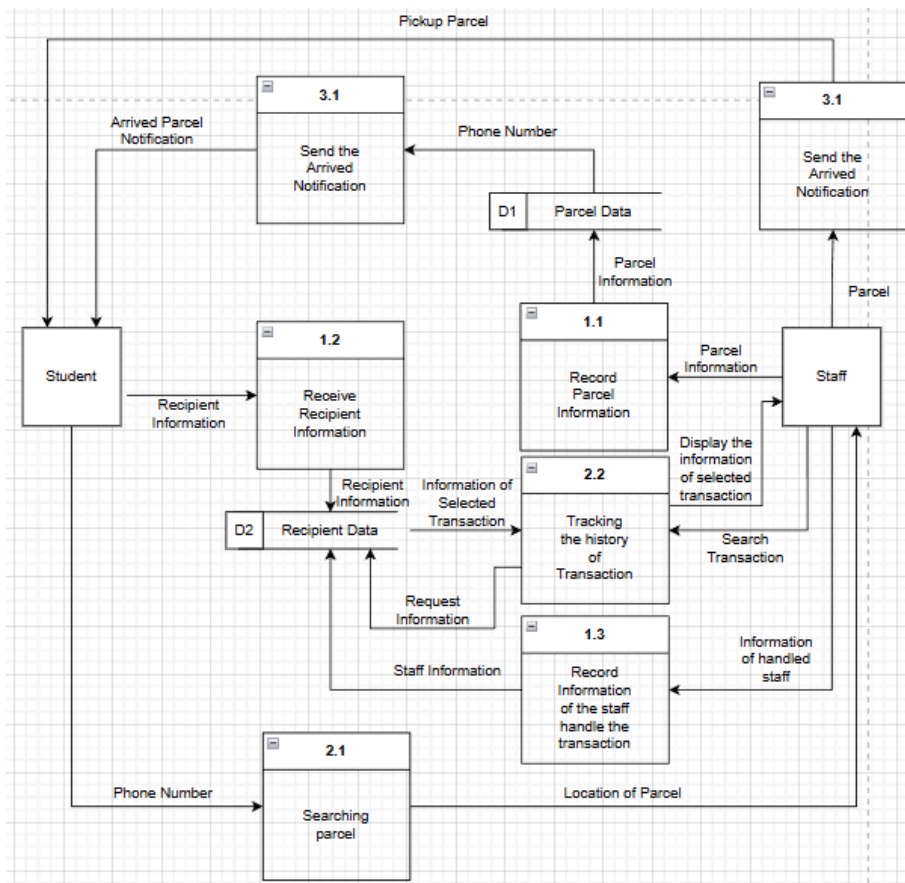 Pickup Parcel
3.1
Send the
Arrived
Notification
3.1
Send the
Arrived
Notification
Arrived Parcel
Notification
Phone Number
D1
Parcel Data
Parcel
Information
Parcel
Student
Recipient
Information
1.2
Receive
Recipient
Information
1.1
Record
Parcel
Information
Parcel
Information
Staff
Recipient
Information
D2
Recipient Data
Information of
Selected
Transaction
2.2
Tracking
the history
of
Transaction
Display the
information
of selected
transaction
Search
Transaction
Request
Information
Staff Information
1.3
Record
Information
of the staff
handle the
transaction
Information
of handled
staff
Phone Number
2.1
Searching
parcel
Location of Parcel